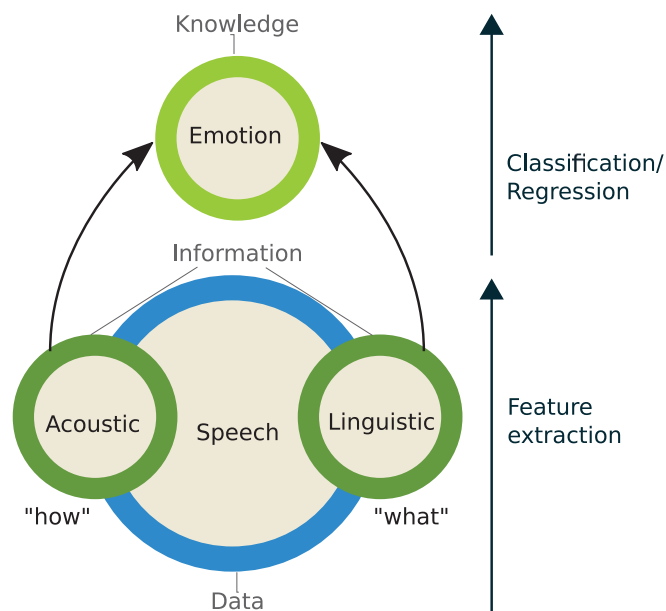 Knowledge
Emotion
Classification/
Regression
Information
Acoustic
Speech
Linguistic
Feature
extraction
"how"
"what"
Data